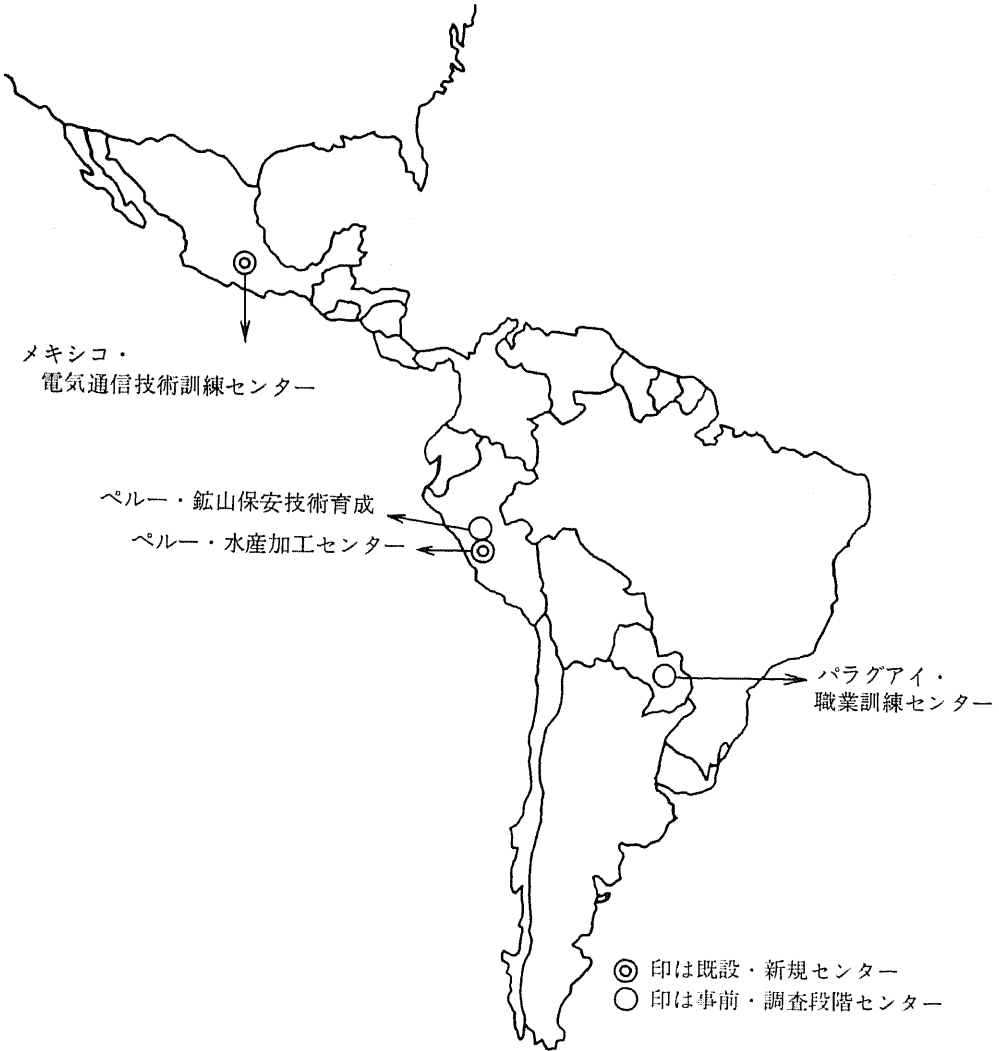 メキシコ・
電気通信技術訓練センター
ペルー・鉱山保安技術育成
ペルー・水産加工センター
パラグアイ・
職業訓練センター
◎ 印は既設・新規センター
○ 印は事前・調査段階センター